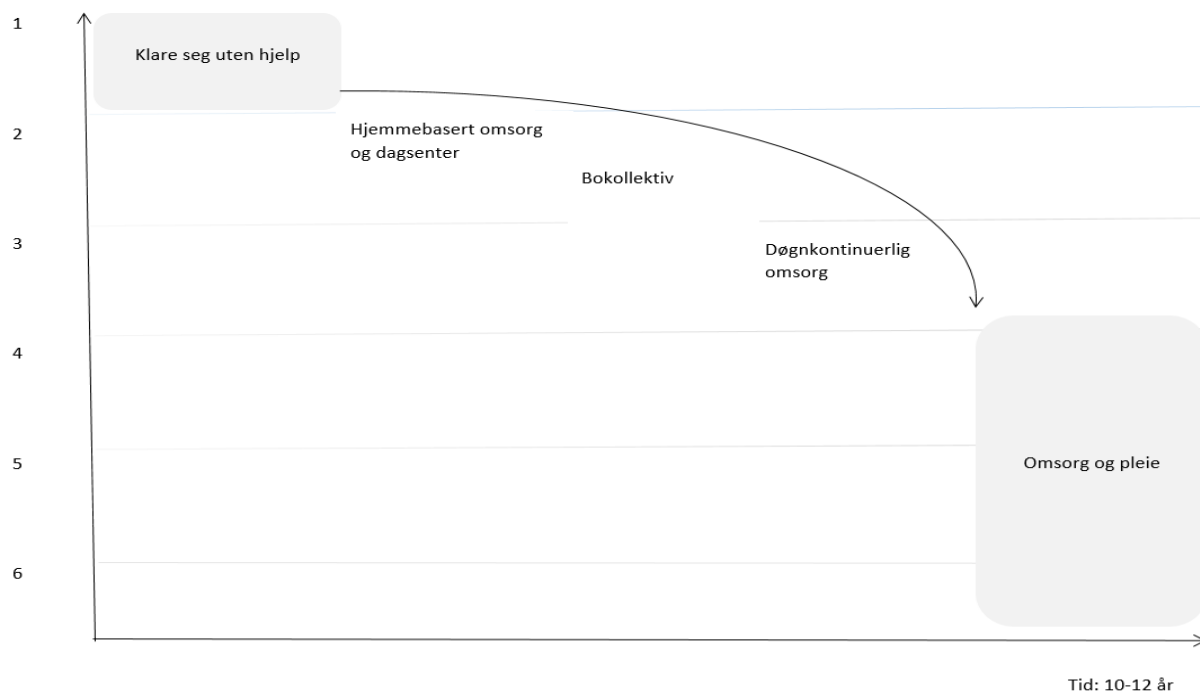 1
Klare seg uten hjelp
2
Hjemmebasert omsorg
og dagsenter
Bokollektiv
3
Døgnkontinuerlig
omsorg
4
5
Omsorg og pleie
6
Tid: 10-12 år